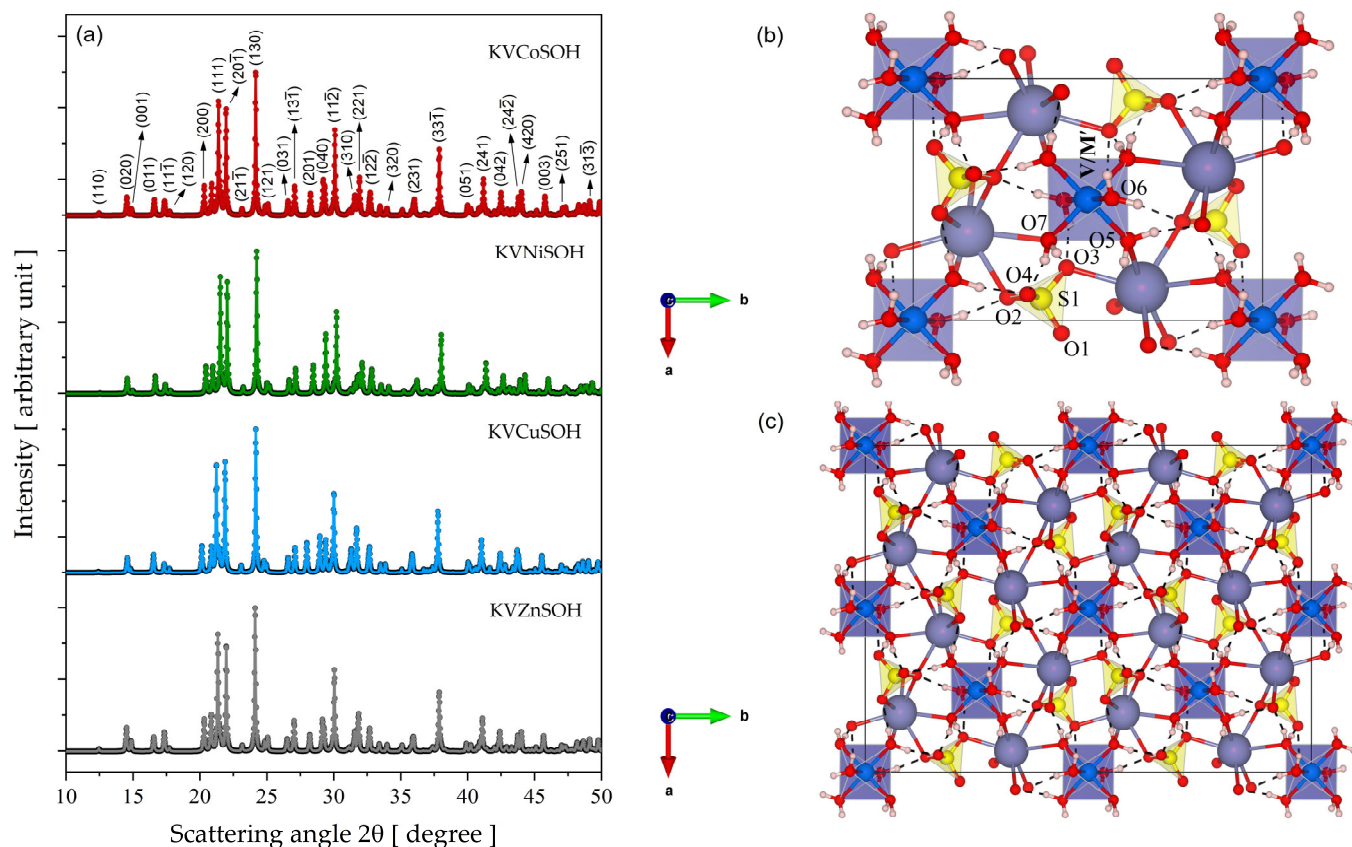 (a)
KVCoSOH
(110)
(020)
(001)
(011)
(11̄1)
(120)
(200)
(111)
(201̄)
(130)
(211̄)
(121)
(031)
(131̄)
(201)
(040)
(112̄)
(310)
(221)
(122̄)
(320)
(231)
(331̄)
(051)
(241)
(042)
(242̄)
(420)
(003)
(251)
(313̄)
KVNiSOH
KVCuSOH
KVZnSOH
Intensity [ arbitrary unit ]
10 15 20 25 30 35 40 45 50
Scattering angle 2θ [ degree ]
(b)
V/M'
O6
O7
O5
O3
O4
S1
O2
O1
c
b
a
(c)
c
b
a